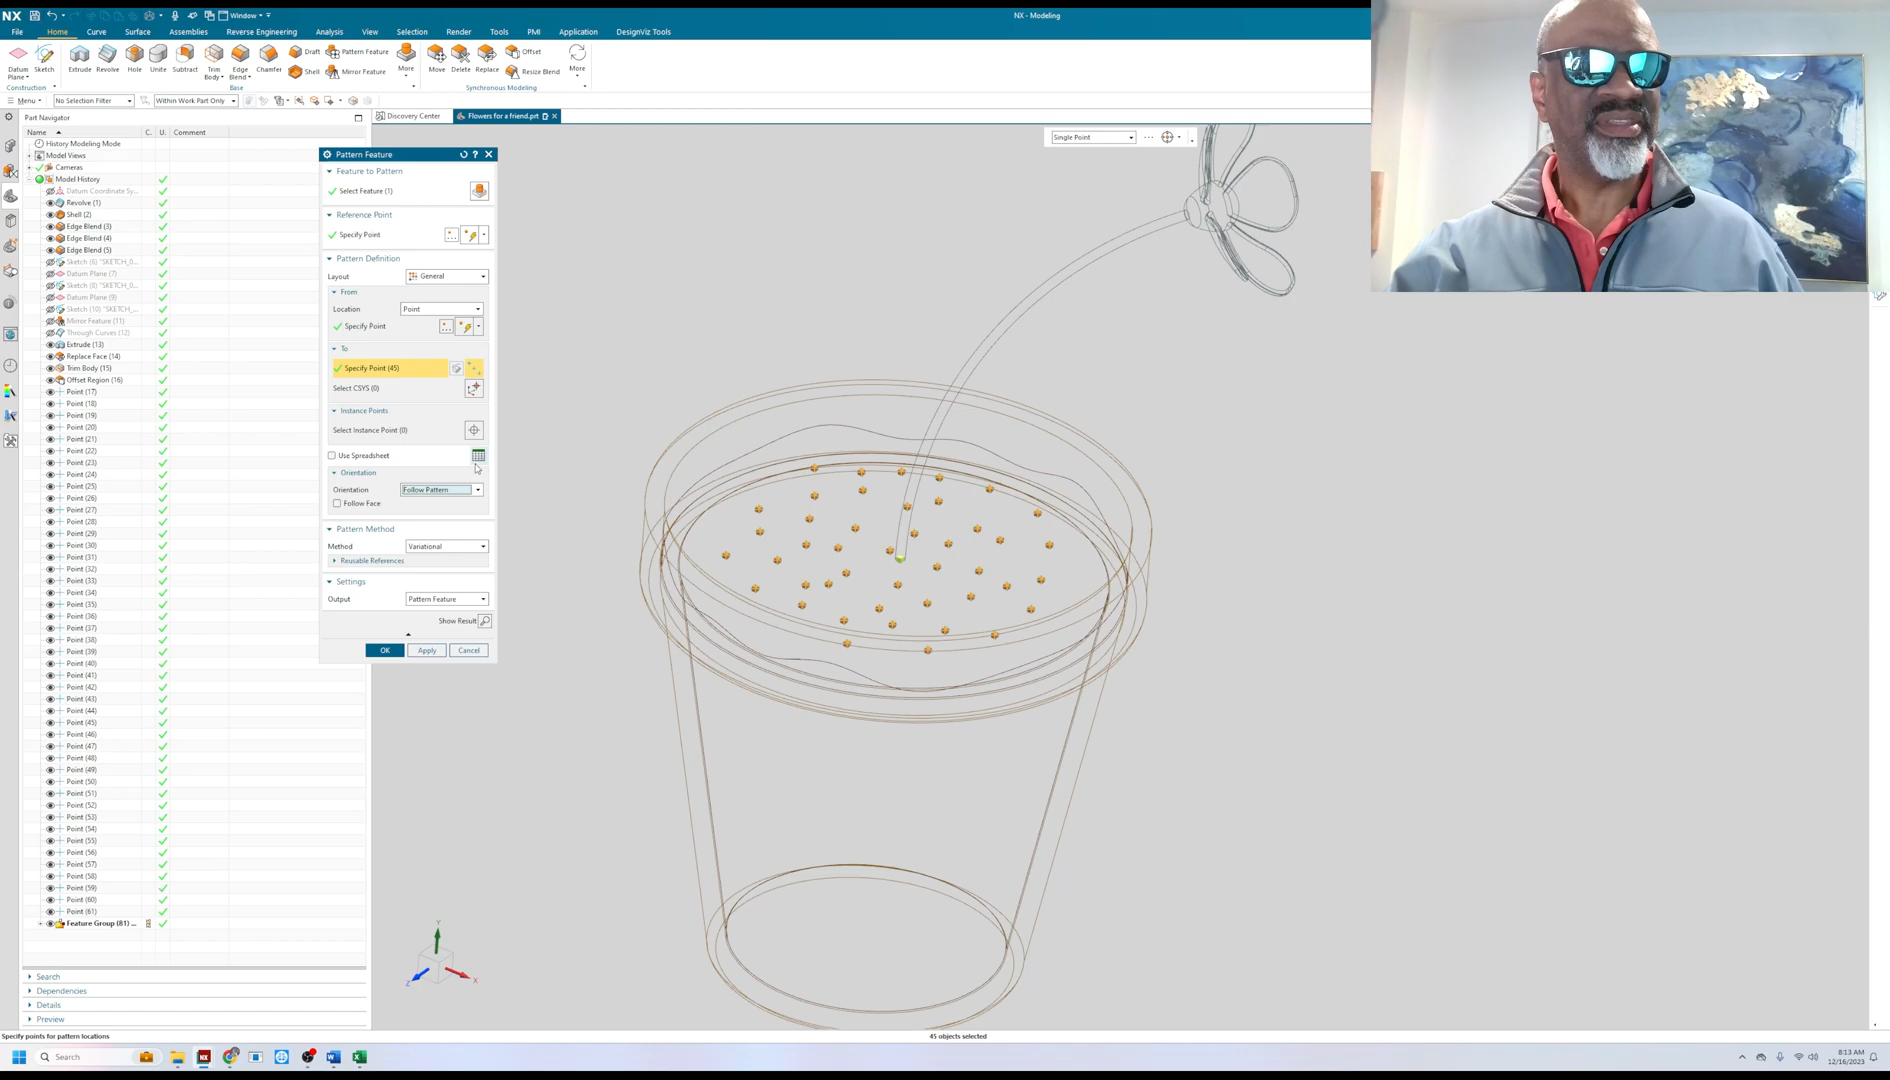 NX Window NX - Modeling
File Home Curve Surface Assemblies Reverse Engineering Analysis View Selection Render Tools PMI Application DesignViz Tools
Datum Plane Sketch Extrude Revolve Hole Unite Subtract Trim Body Edge Blend Chamfer Draft Shell Pattern Feature Mirror Feature More Move Delete Replace Offset Resize Blend More
Construction Base Synchronous Modeling
Menu No Selection Filter Within Work Part Only
Part Navigator
Discovery Center Flowers for a friend.prt
Name C. U. Comment
Single Point
History Modeling Mode
Model Views
Cameras
Model History
Datum Coordinate Sy...
Revolve (1)
Shell (2)
Edge Blend (3)
Edge Blend (4)
Edge Blend (5)
Sketch (6) "SKETCH_0...
Datum Plane (7)
Sketch (8) "SKETCH_0...
Datum Plane (9)
Sketch (10) "SKETCH_...
Mirror Feature (11)
Through Curves (12)
Extrude (13)
Replace Face (14)
Trim Body (15)
Offset Region (16)
Point (17)
Point (18)
Point (19)
Point (20)
Point (21)
Point (22)
Point (23)
Point (24)
Point (25)
Point (26)
Point (27)
Point (28)
Point (29)
Point (30)
Point (31)
Point (32)
Point (33)
Point (34)
Point (35)
Point (36)
Point (37)
Point (38)
Point (39)
Point (40)
Point (41)
Point (42)
Point (43)
Point (44)
Point (45)
Point (46)
Point (47)
Point (48)
Point (49)
Point (50)
Point (51)
Point (52)
Point (53)
Point (54)
Point (55)
Point (56)
Point (57)
Point (58)
Point (59)
Point (60)
Point (61)
Feature Group (81) ...
Search
Dependencies
Details
Preview
Pattern Feature
Feature to Pattern
Select Feature (1)
Reference Point
Specify Point
Pattern Definition
Layout General
From
Location Point
Specify Point
To
Specify Point (45)
Select CSYS (0)
Instance Points
Select Instance Point (0)
Use Spreadsheet
Orientation
Orientation Follow Pattern
Follow Face
Pattern Method
Method Variational
Reusable References
Settings
Output Pattern Feature
Show Result
OK Apply Cancel
Y
Z X
Specify points for pattern locations 45 objects selected
Search 8:13 AM
12/16/2023